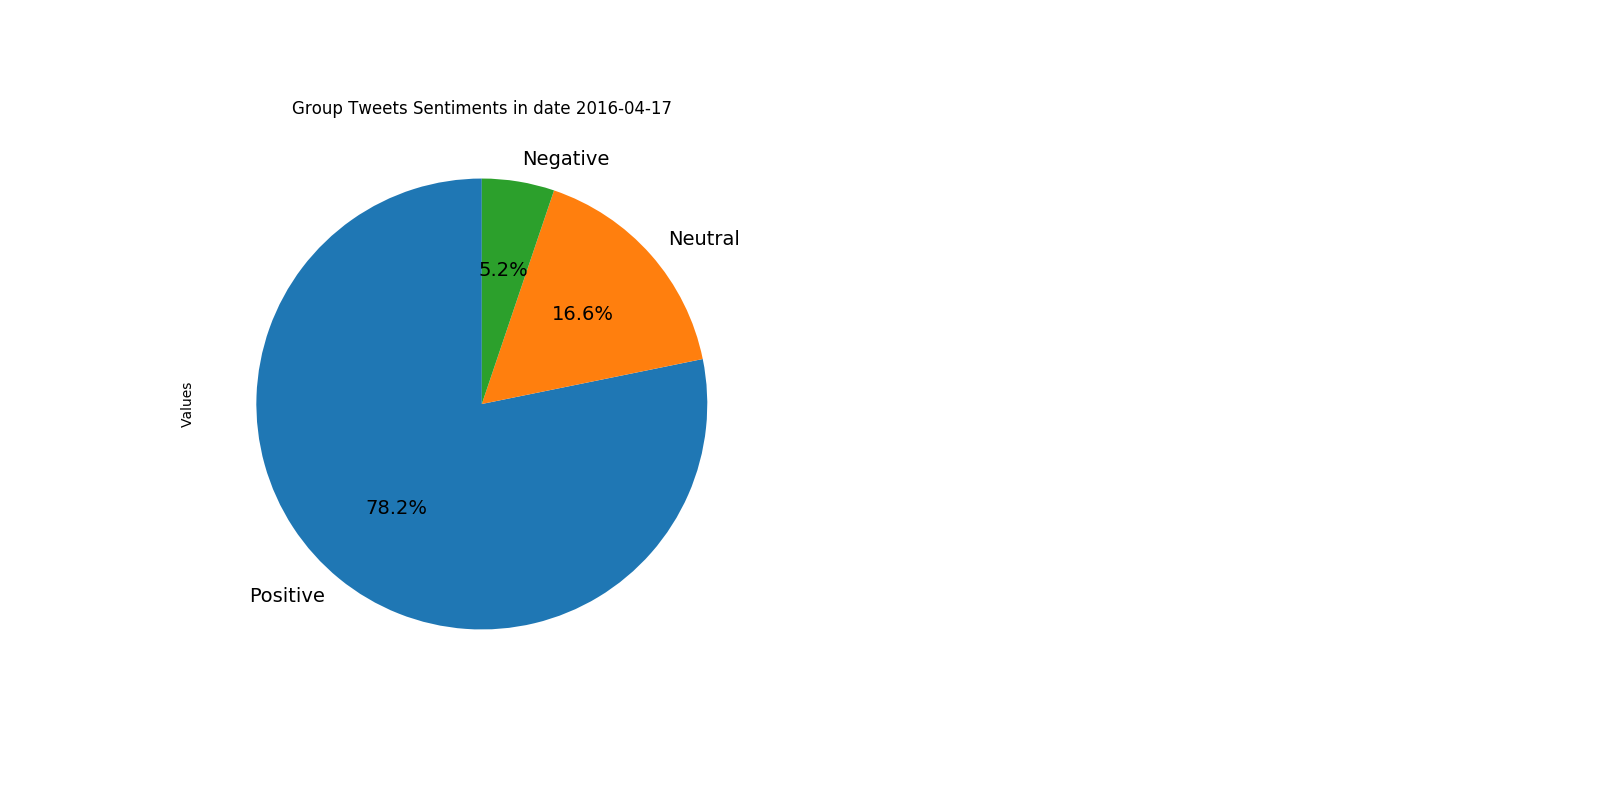 Group Tweets Sentiments in date 2016-04-17
Negative
Neutral
5.2%
16.6%
Values
78.2%
Positive